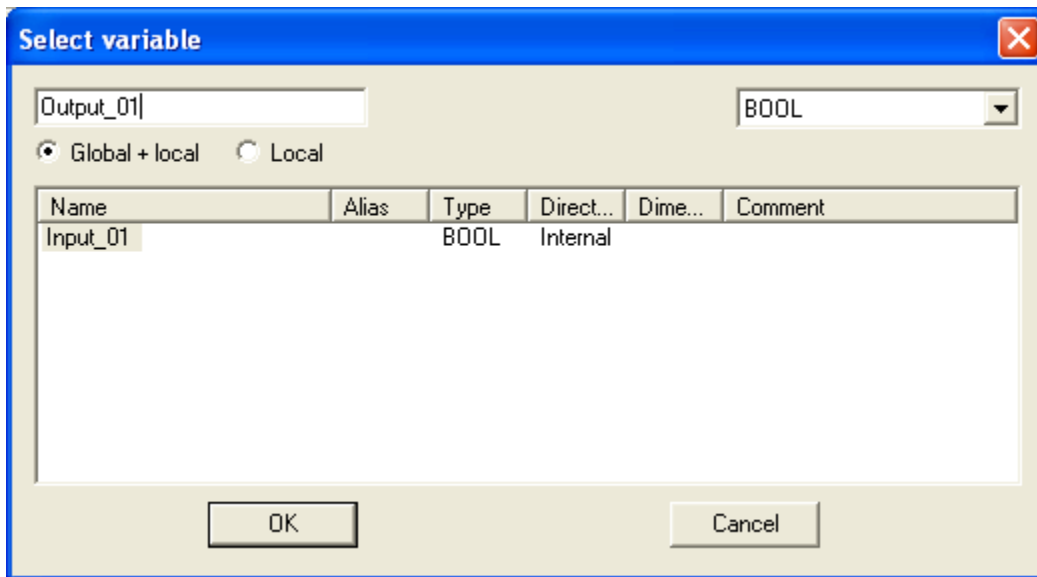 Select variable
Output_01 BOOL
Global + local Local
Name Alias Type Direct... Dime... Comment
Input_01 BOOL Internal
OK Cancel